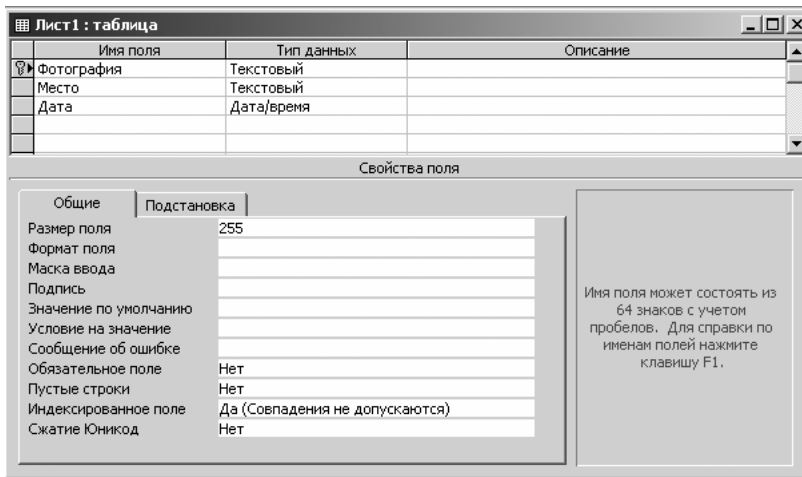 Лист1 : таблица
Имя поля Тип данных Описание
Фотография Текстовый
Место Текстовый
Дата Дата/время
Свойства поля
Общие Подстановка
Размер поля 255
Формат поля
Маска ввода
Подпись
Значение по умолчанию
Условие на значение
Сообщение об ошибке
Обязательное поле Нет
Пустые строки Нет
Индексированное поле Да (Совпадения не допускаются)
Сжатие Юникод Нет
Имя поля может состоять из
64 знаков с учетом
пробелов. Для справки по
именам полей нажмите
клавишу F1.